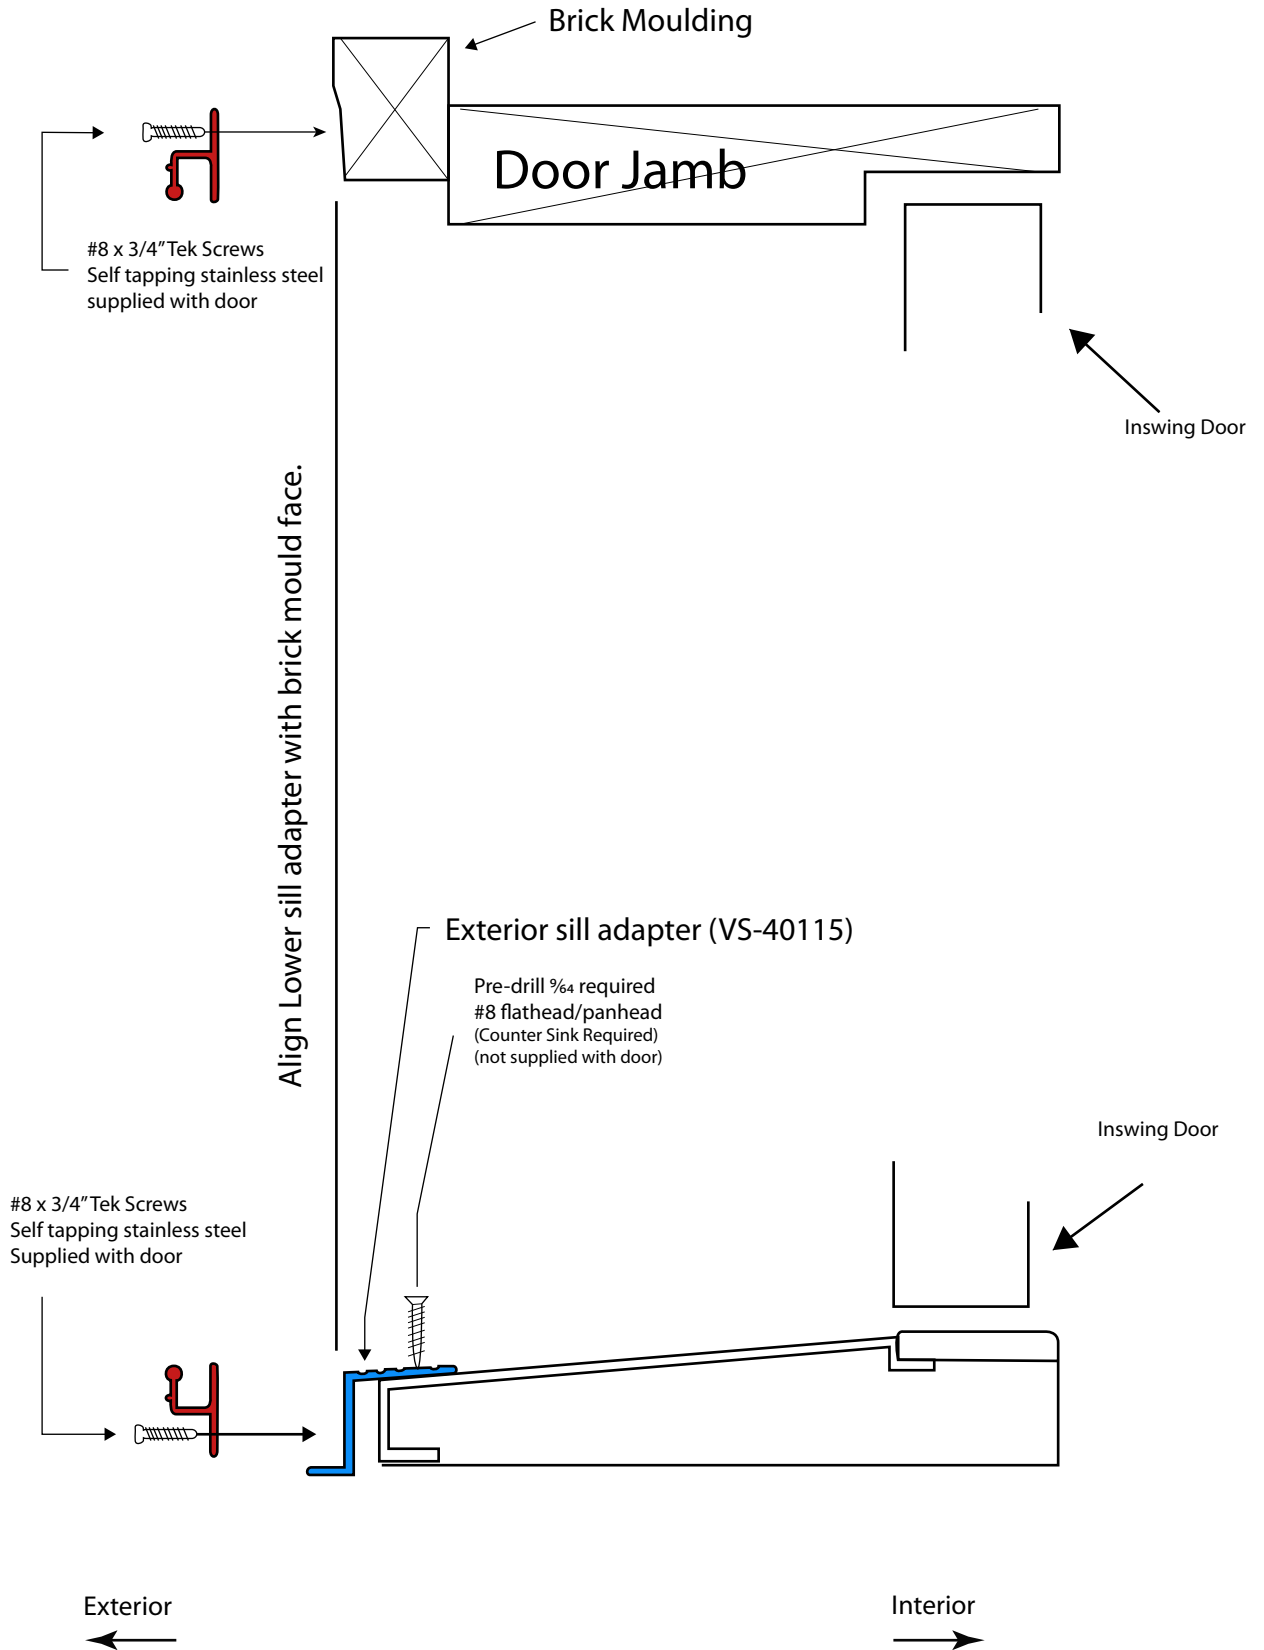 Brick Moulding
Door Jamb
#8 x 3/4” Tek Screws
Self tapping stainless steel
supplied with door
Inswing Door
Align Lower sill adapter with brick mould face.
Exterior sill adapter (VS-40115)
Pre-drill 9⁄64 required
#8 flathead/panhead
(Counter Sink Required)
(not supplied with door)
Inswing Door
#8 x 3/4” Tek Screws
Self tapping stainless steel
Supplied with door
Exterior
Interior